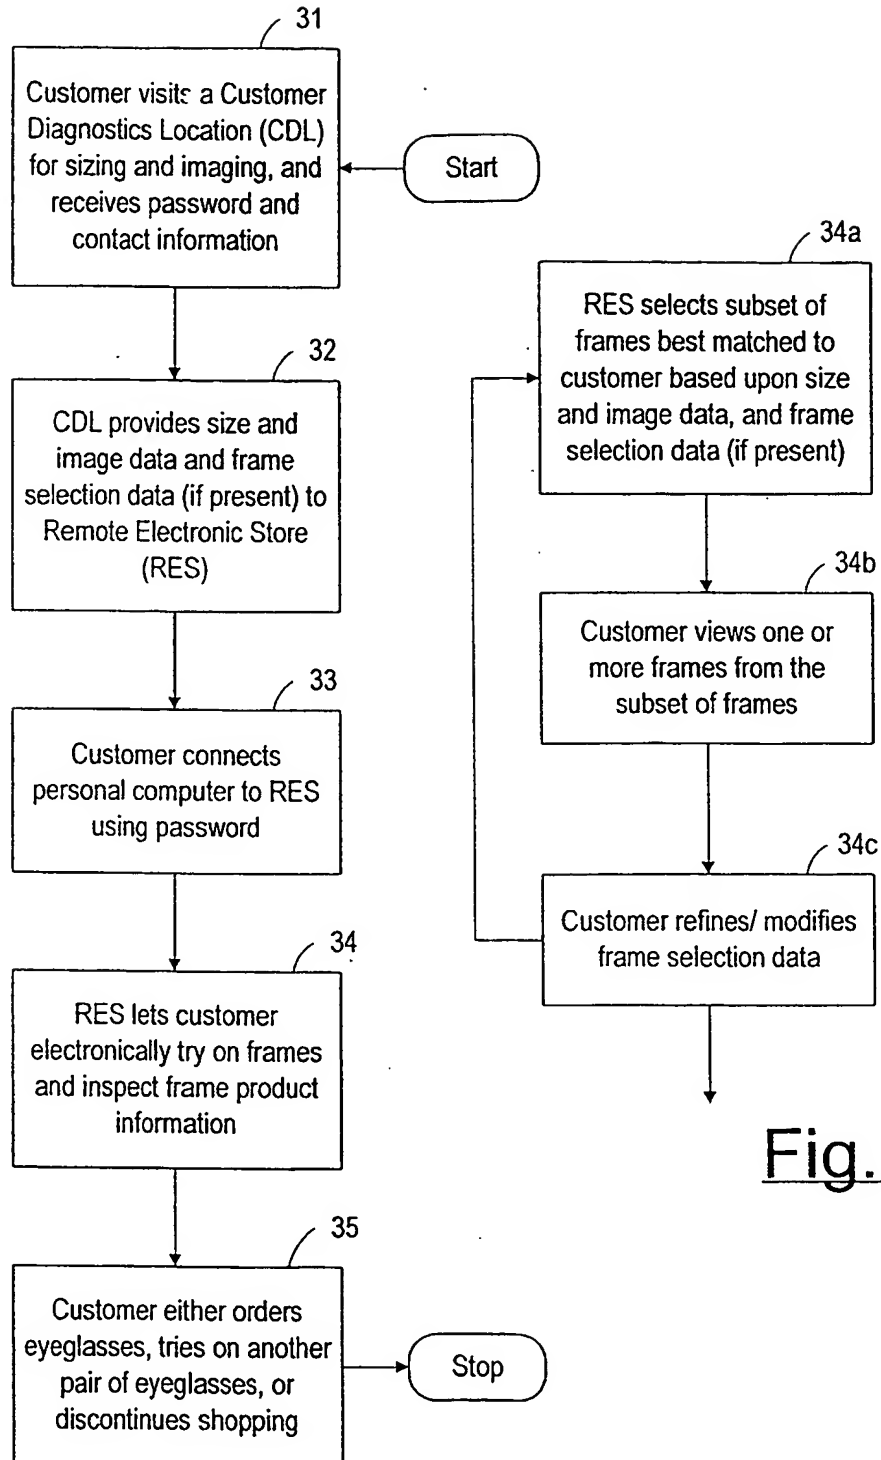 31
Customer visits a Customer
Diagnostics Location (CDL)
for sizing and imaging, and
receives password and
contact information
Start
32
CDL provides size and
image data and frame
selection data (if present) to
Remote Electronic Store
(RES)
33
Customer connects
personal computer to RES
using password
34
RES lets customer
electronically try on frames
and inspect frame product
information
35
Customer either orders
eyeglasses, tries on another
pair of eyeglasses, or
discontinues shopping
Stop
34a
RES selects subset of
frames best matched to
customer based upon size
and image data, and frame
selection data (if present)
34b
Customer views one or
more frames from the
subset of frames
34c
Customer refines/ modifies
frame selection data
Fig.